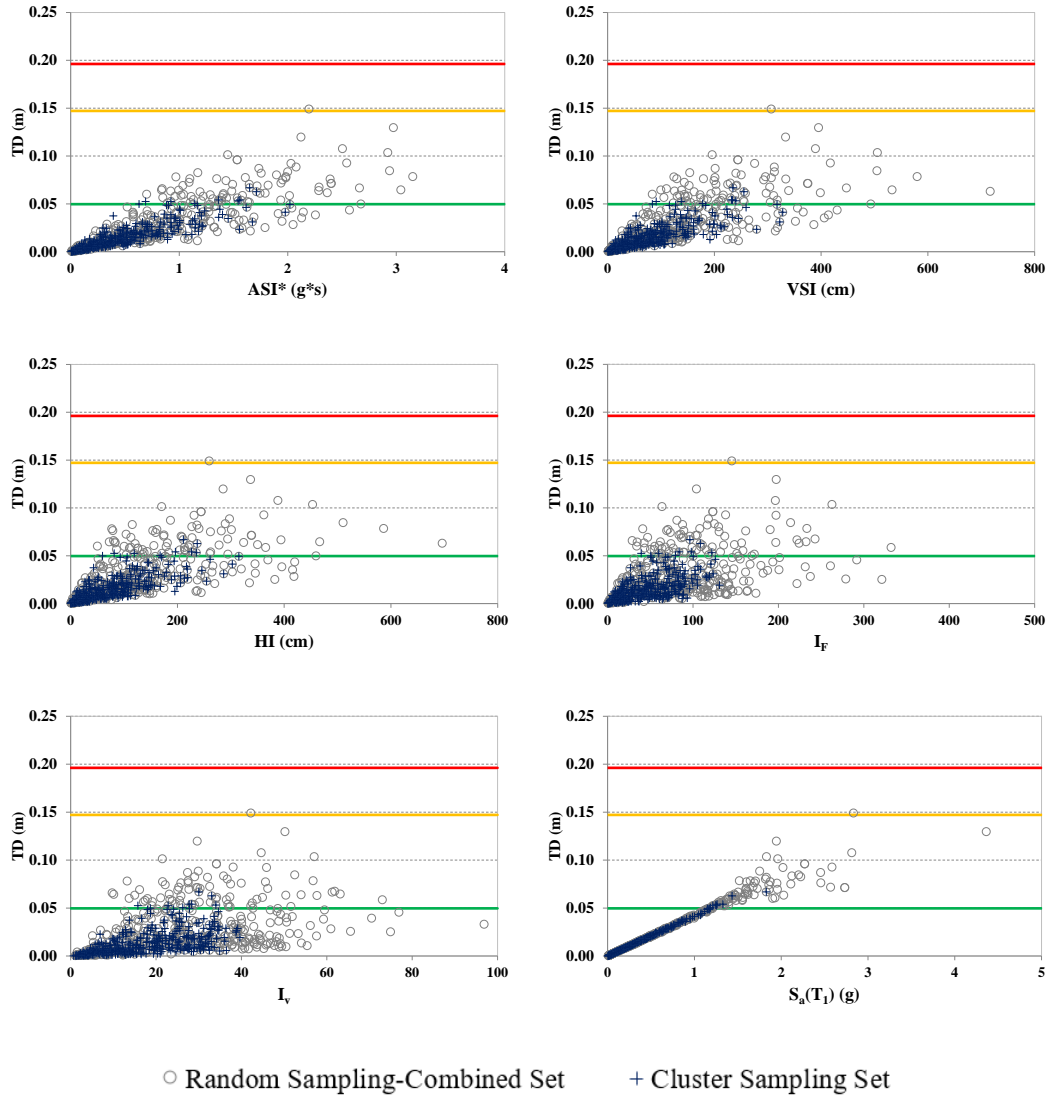 0.25
0.20
0.15
0.10
0.05
0.00
TD (m)
0 1 2 3 4
ASI* (g*s)
0.25
0.20
0.15
0.10
0.05
0.00
TD (m)
0 200 400 600 800
VSI (cm)
0.25
0.20
0.15
0.10
0.05
0.00
TD (m)
0 200 400 600 800
HI (cm)
0.25
0.20
0.15
0.10
0.05
0.00
TD (m)
0 100 200 300 400 500
I_F
0.25
0.20
0.15
0.10
0.05
0.00
TD (m)
0 20 40 60 80 100
I_v
0.25
0.20
0.15
0.10
0.05
0.00
TD (m)
0 1 2 3 4 5
S_a(T_1) (g)
Random Sampling-Combined Set
Cluster Sampling Set